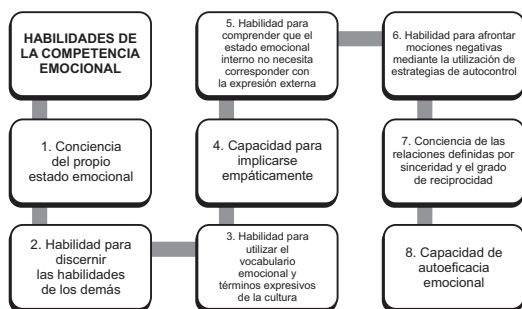 HABILIDADES
DE LA COMPETENCIA
EMOCIONAL
1. Conciencia
del propio
estado emocional
2. Habilidad para
discernir
las habilidades
de los demás
3. Habilidad para
utilizar el
vocabulario
emocional y
términos expresivos
de la cultura
4. Capacidad para
implicarse
empáticamente
5. Habilidad para
comprender que el
estado emocional
interno no necesita
corresponder con
la expresión externa
6. Habilidad para afrontar
mociones negativas
mediante la utilización de
estrategias de autocontrol
7. Conciencia de las
relaciones definidas por
sinceridad y el grado
de reciprocidad
8. Capacidad de
autoeficacia
emocional